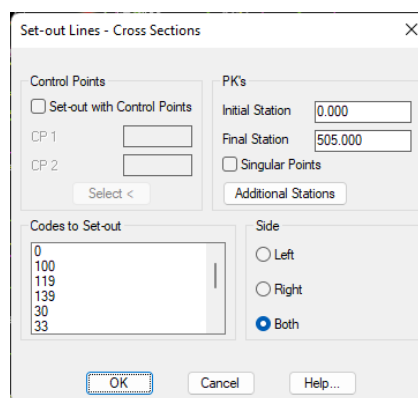 Set-out Lines - Cross Sections
Control Points
Set-out with Control Points
CP 1
CP 2
Select <
PK's
Initial Station 0.000
Final Station 505.000
Singular Points
Additional Stations
Codes to Set-out
0
100
119
139
30
33
Side
Left
Right
Both
OK Cancel Help...